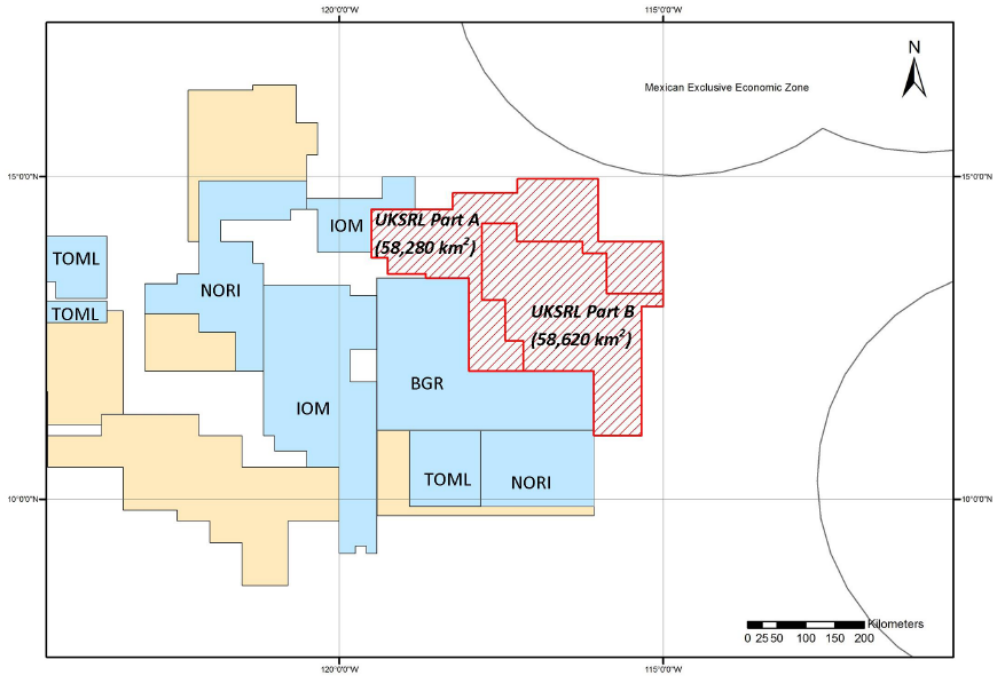 120°0'0"W
115°0'0"W
N
Mexican Exclusive Economic Zone
15°0'0"N
15°0'0"N
UKSRL Part A
(58,280 km²)
IOM
TOML
NORI
TOML
UKSRL Part B
(58,620 km²)
BGR
IOM
TOML
NORI
10°0'0"N
10°0'0"N
Kilometers
0 25 50 100 150 200
120°0'0"W
115°0'0"W